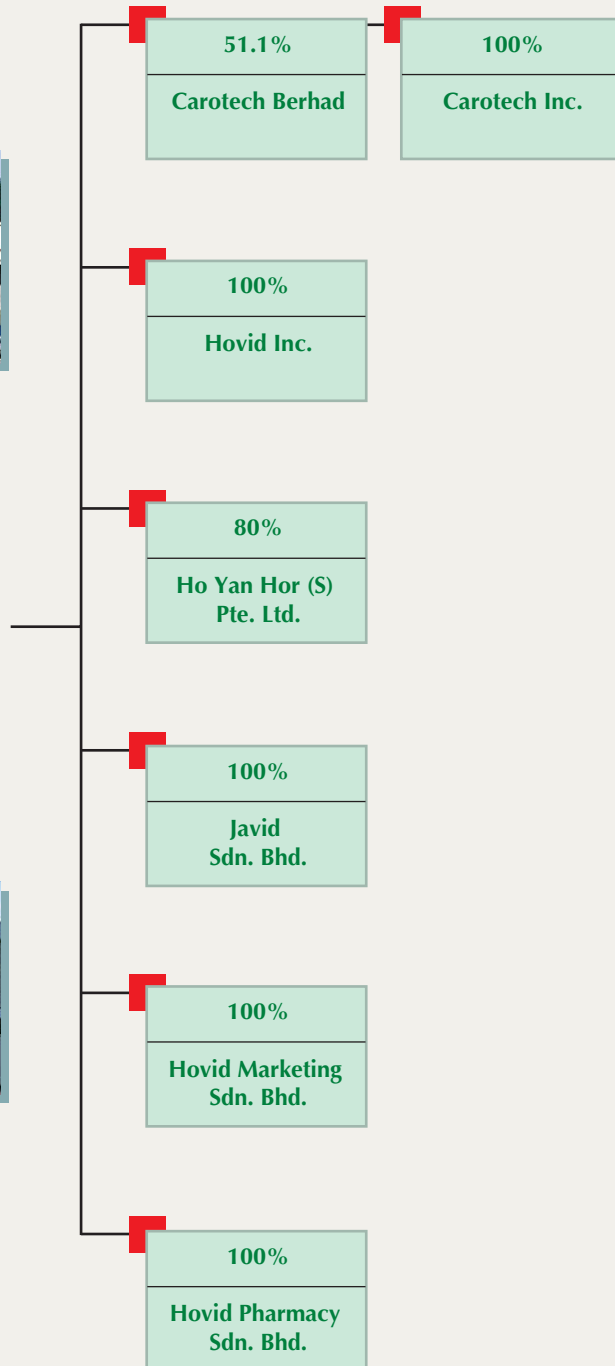 51.1%
Carotech Berhad
100%
Carotech Inc.
100%
Hovid Inc.
80%
Ho Yan Hor (S)
Pte. Ltd.
100%
Javid
Sdn. Bhd.
100%
Hovid Marketing
Sdn. Bhd.
100%
Hovid Pharmacy
Sdn. Bhd.